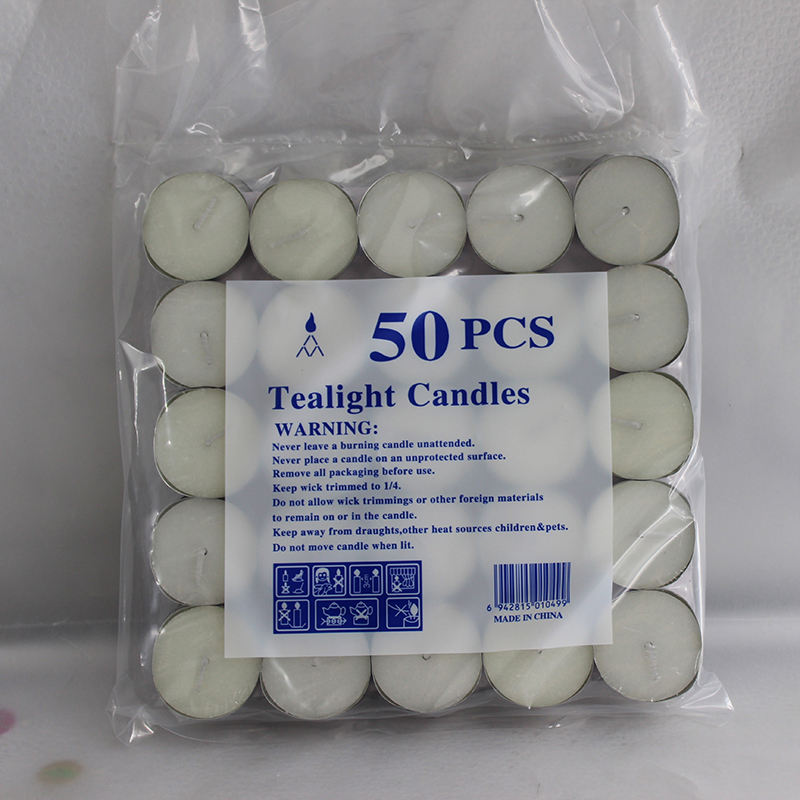 50 PCS
Tealight Candles
WARNING:
Never leave a burning candle unattended.
Never place a candle on an unprotected surface.
Remove all packaging before use.
Keep wick trimmed to 1/4.
Do not allow wick trimmings or other foreign materials
to remain on or in the candle.
Keep away from draughts,other heat sources children&pets.
Do not move candle when lit.
6 942815 010499
MADE IN CHINA